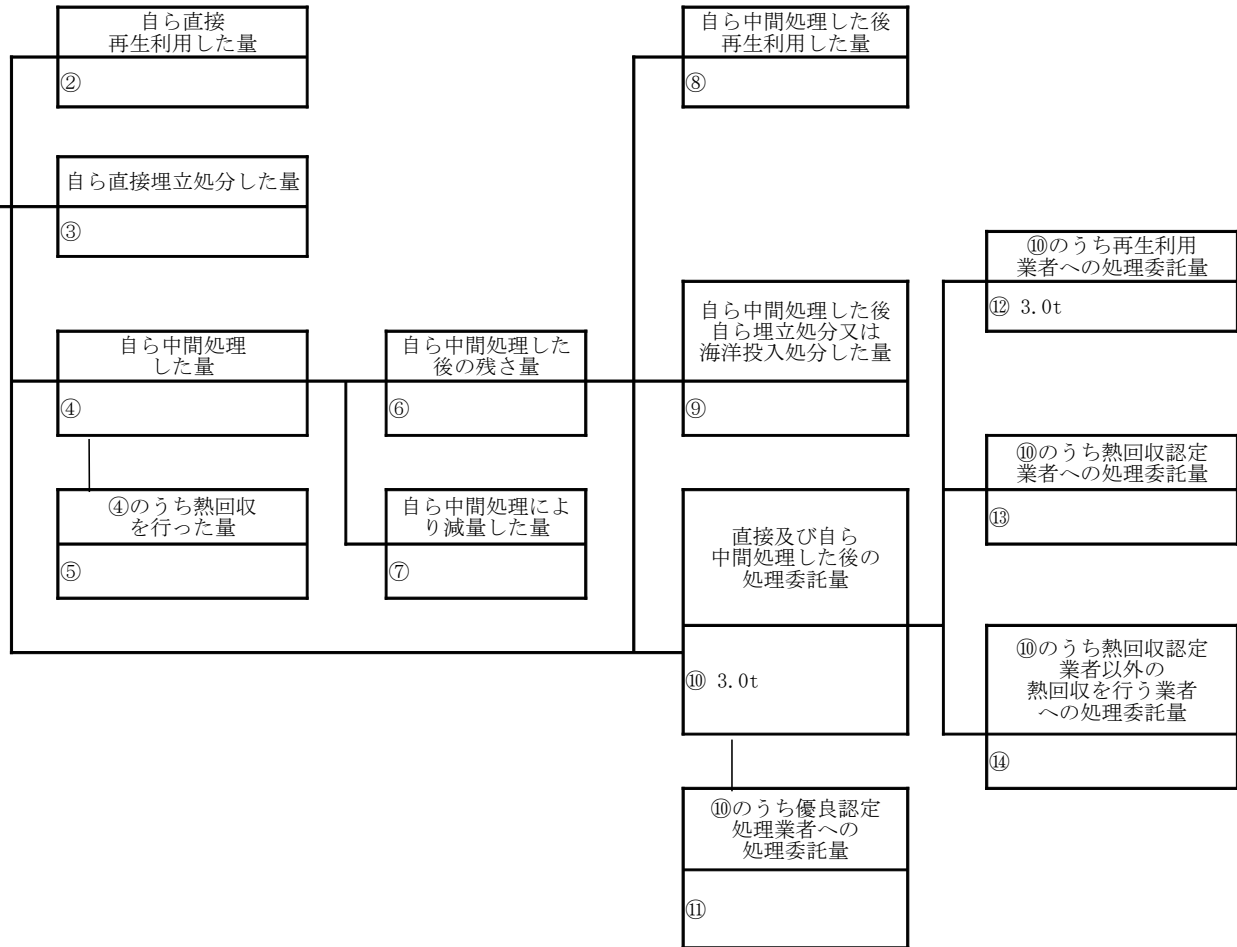 自ら直接
再生利用した量
②
自ら直接埋立処分した量
③
自ら中間処理
した量
④
④のうち熱回収
を行った量
⑤
自ら中間処理した
後の残さ量
⑥
自ら中間処理によ
り減量した量
⑦
自ら中間処理した後
再生利用した量
⑧
自ら中間処理した後
自ら埋立処分又は
海洋投入処分した量
⑨
直接及び自ら
中間処理した後の
処理委託量
⑩ 3.0t
⑩のうち優良認定
処理業者への
処理委託量
⑪
⑩のうち再生利用
業者への処理委託量
⑫ 3.0t
⑩のうち熱回収認定
業者への処理委託量
⑬
⑩のうち熱回収認定
業者以外の
熱回収を行う業者
への処理委託量
⑭